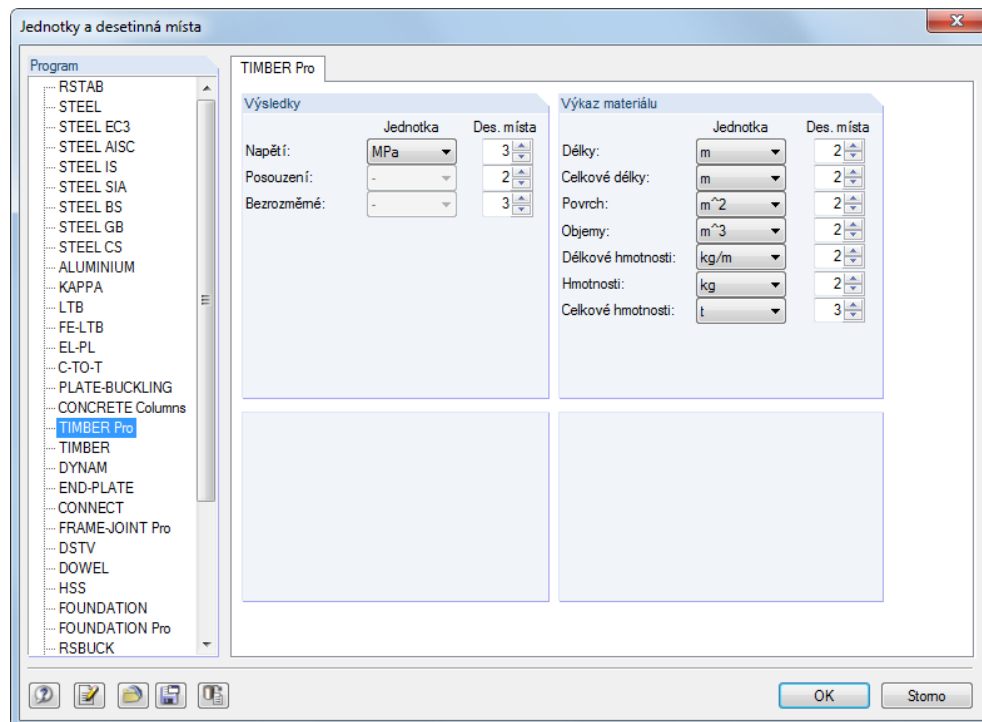 Jednotky a desetinná místa
Program
RSTAB
STEEL
STEEL EC3
STEEL AISC
STEEL IS
STEEL SIA
STEEL BS
STEEL GB
STEEL CS
ALUMINIUM
KAPPA
LTB
FE-LTB
EL-PL
C-TO-T
PLATE-BUCKLING
CONCRETE Columns
TIMBER Pro
TIMBER
DYNAM
END-PLATE
CONNECT
FRAME-JOINT Pro
DSTV
DOWEL
HSS
FOUNDATION
FOUNDATION Pro
RSBUCK
TIMBER Pro
Výsledky
Jednotka Des. místa
Napětí: MPa 3
Posouzení: - 2
Bezrozměrné: - 3
Výkaz materiálu
Jednotka Des. místa
Délky: m 2
Celkové délky: m 2
Povrch: m^2 2
Objemy: m^3 2
Délkové hmotnosti: kg/m 2
Hmotnosti: kg 2
Celkové hmotnosti: t 3
OK Storno